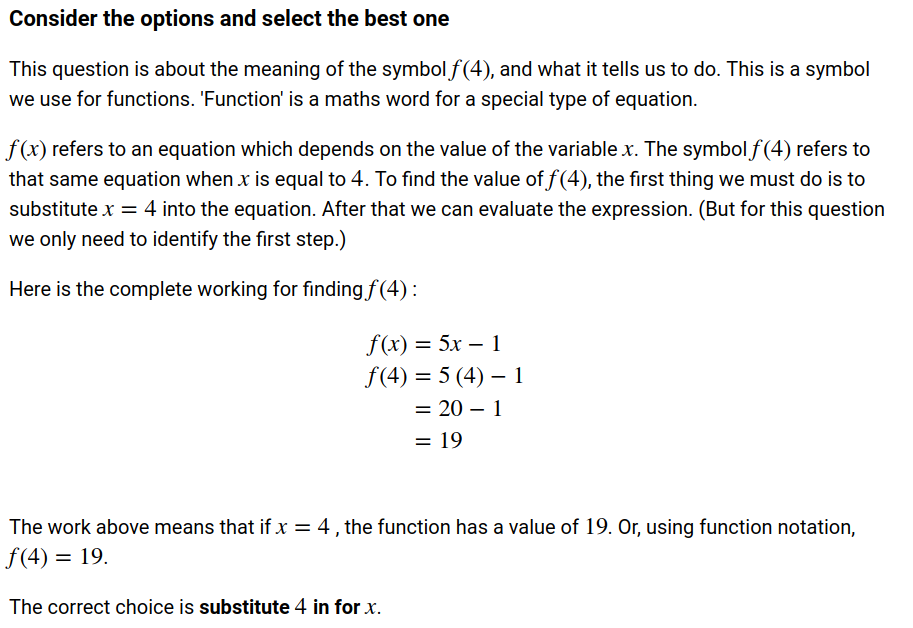 Consider the options and select the best one
This question is about the meaning of the symbol f(4), and what it tells us to do. This is a symbol
we use for functions. 'Function' is a maths word for a special type of equation.
f(x) refers to an equation which depends on the value of the variable x. The symbol f(4) refers to
that same equation when x is equal to 4. To find the value of f(4), the first thing we must do is to
substitute x = 4 into the equation. After that we can evaluate the expression. (But for this question
we only need to identify the first step.)
Here is the complete working for finding f(4) :
f(x) = 5x − 1
f(4) = 5 (4) − 1
= 20 − 1
= 19
The work above means that if x = 4 , the function has a value of 19. Or, using function notation,
f(4) = 19.
The correct choice is substitute 4 in for x.